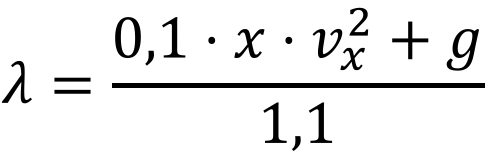 λ = (0,1 · x · v_x^2 + g) / 1,1